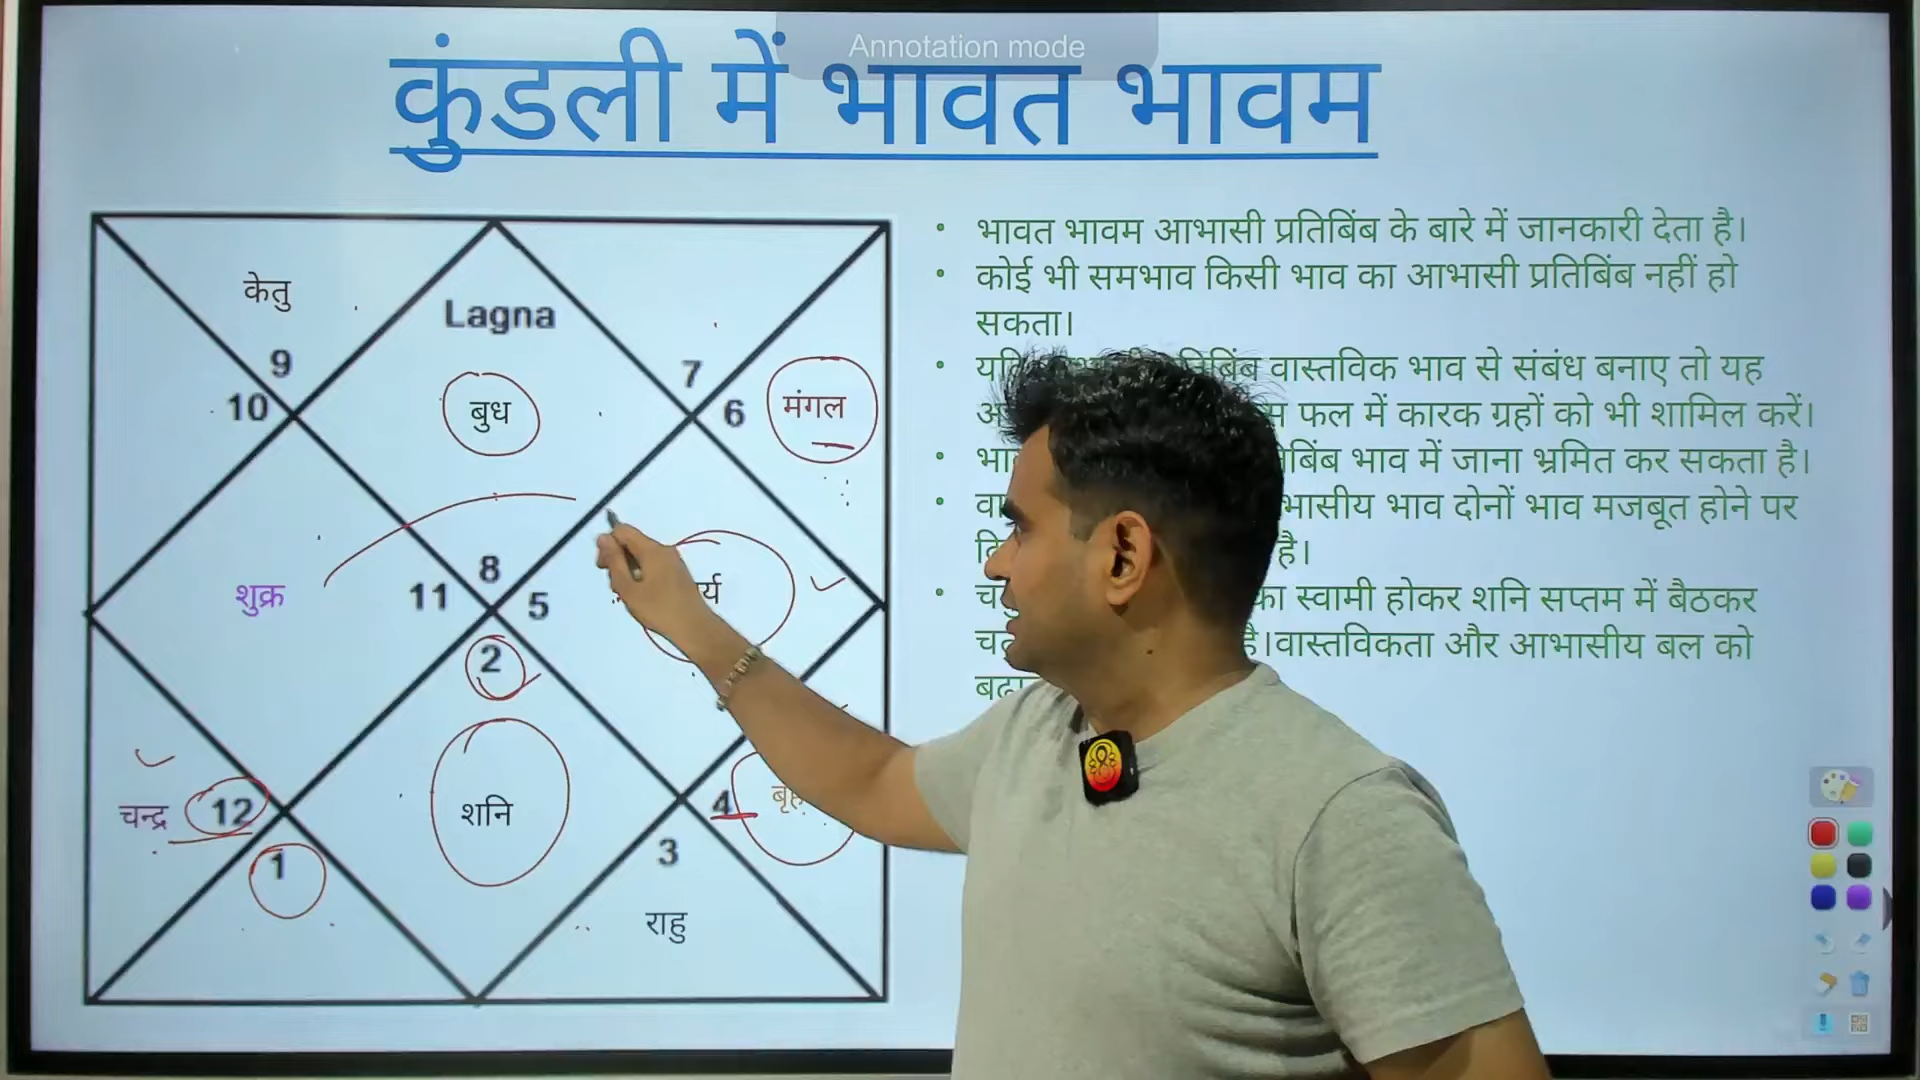 Annotation mode
कुंडली में भावत भावम
केतु
Lagna
9
10
बुध
7
6
मंगल
शुक्र
11
8
5
2
चन्द्र
12
1
शनि
4
3
राहु
• भावत भावम आभासी प्रतिबिंब के बारे में जानकारी देता है।
• कोई भी समभाव किसी भाव का आभासी प्रतिबिंब नहीं हो
सकता।
वास्तविक भाव से संबंध बनाए तो यह
फल में कारक ग्रहों को भी शामिल करें।
भाव में जाना भ्रमित कर सकता है।
भाव दोनों भाव मजबूत होने पर
है।
का स्वामी होकर शनि सप्तम में बैठकर
है।वास्तविकता और आभासीय बल को